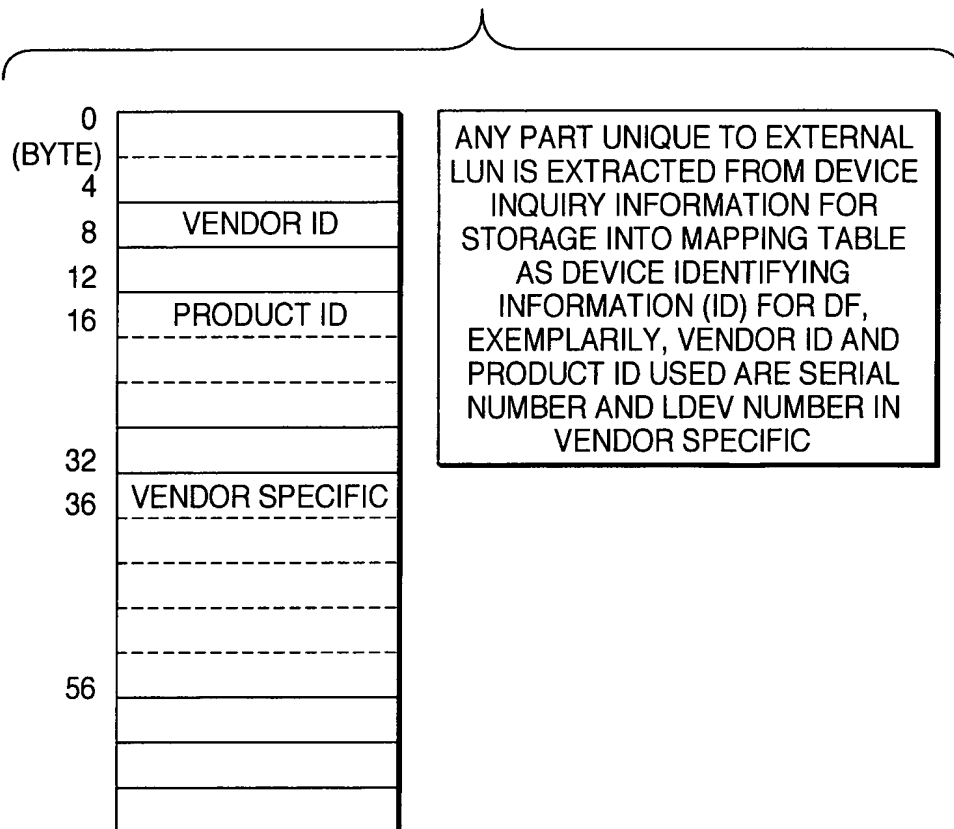 0
(BYTE)
4
8
VENDOR ID
12
16
PRODUCT ID
32
36
VENDOR SPECIFIC
56
ANY PART UNIQUE TO EXTERNAL
LUN IS EXTRACTED FROM DEVICE
INQUIRY INFORMATION FOR
STORAGE INTO MAPPING TABLE
AS DEVICE IDENTIFYING
INFORMATION (ID) FOR DF,
EXEMPLARILY, VENDOR ID AND
PRODUCT ID USED ARE SERIAL
NUMBER AND LDEV NUMBER IN
VENDOR SPECIFIC